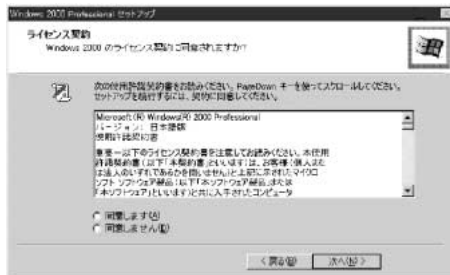 Windows 2000 Professional セットアップ
ライセンス契約
Windows 2000 のライセンス契約に同意されますか?
次の使用許諾契約書をお読みください。PageDown キーを使ってスクロールしてください。
セットアップを続行するには、契約に同意してください。
Microsoft (R) Windows(R) 2000 Professional
バージョン: 日本語版
使用許諾契約書
重要－以下のライセンス契約書を注意してお読みください。本使用
許諾契約書(以下「本契約書」といいます)は、お客様(個人また
は法人のいずれであるかを問いません)と上記に示されたマイクロ
ソフト ソフトウェア製品(以下「本ソフトウェア製品」または
「本ソフトウェア」といいます)と共に入手されたコンピュータ
同意します(A)
同意しません(D)
< 戻る(B)
次へ(N) >